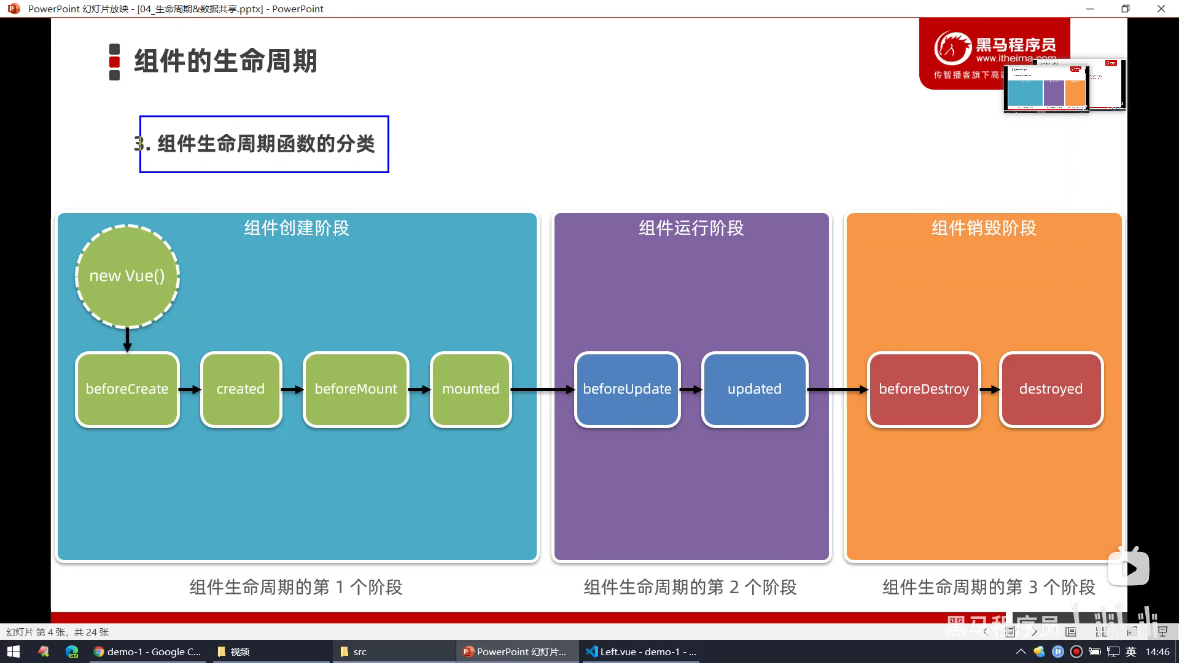 PowerPoint 幻灯片放映 - [04_生命周期&数据共享.pptx] - PowerPoint
组件的生命周期
黑马程序员
www.itheima.com
传智播客旗下高
3. 组件生命周期函数的分类
组件创建阶段
组件运行阶段
组件销毁阶段
new Vue()
beforeCreate
created
beforeMount
mounted
beforeUpdate
updated
beforeDestroy
destroyed
组件生命周期的第 1 个阶段
组件生命周期的第 2 个阶段
组件生命周期的第 3 个阶段
黑马程序员
幻灯片 第 4 张，共 24 张
demo-1 - Google C...
视频
src
PowerPoint 幻灯片...
Left.vue - demo-1 - ...
英
14:46